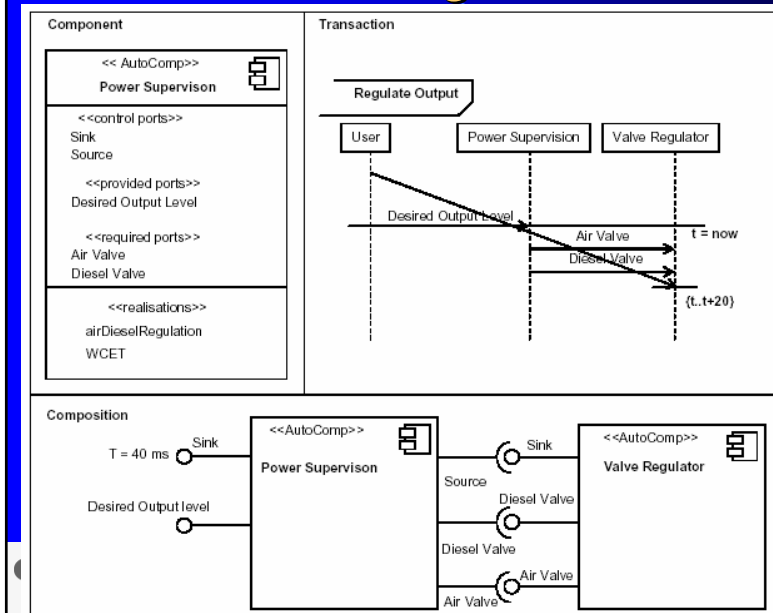 Component
<< AutoComp>>
Power Supervison
<<control ports>>
Sink
Source
<<provided ports>>
Desired Output Level
<<required ports>>
Air Valve
Diesel Valve
<<realisations>>
airDieselRegulation
WCET
Transaction
Regulate Output
User
Power Supervision
Valve Regulator
Desired Output Level
Air Valve
t = now
Diesel Valve
{t..t+20}
Composition
T = 40 ms
Sink
Desired Output level
<<AutoComp>>
Power Supervison
Sink
Source
Diesel Valve
Diesel Valve
Air Valve
Air Valve
<<AutoComp>>
Valve Regulator